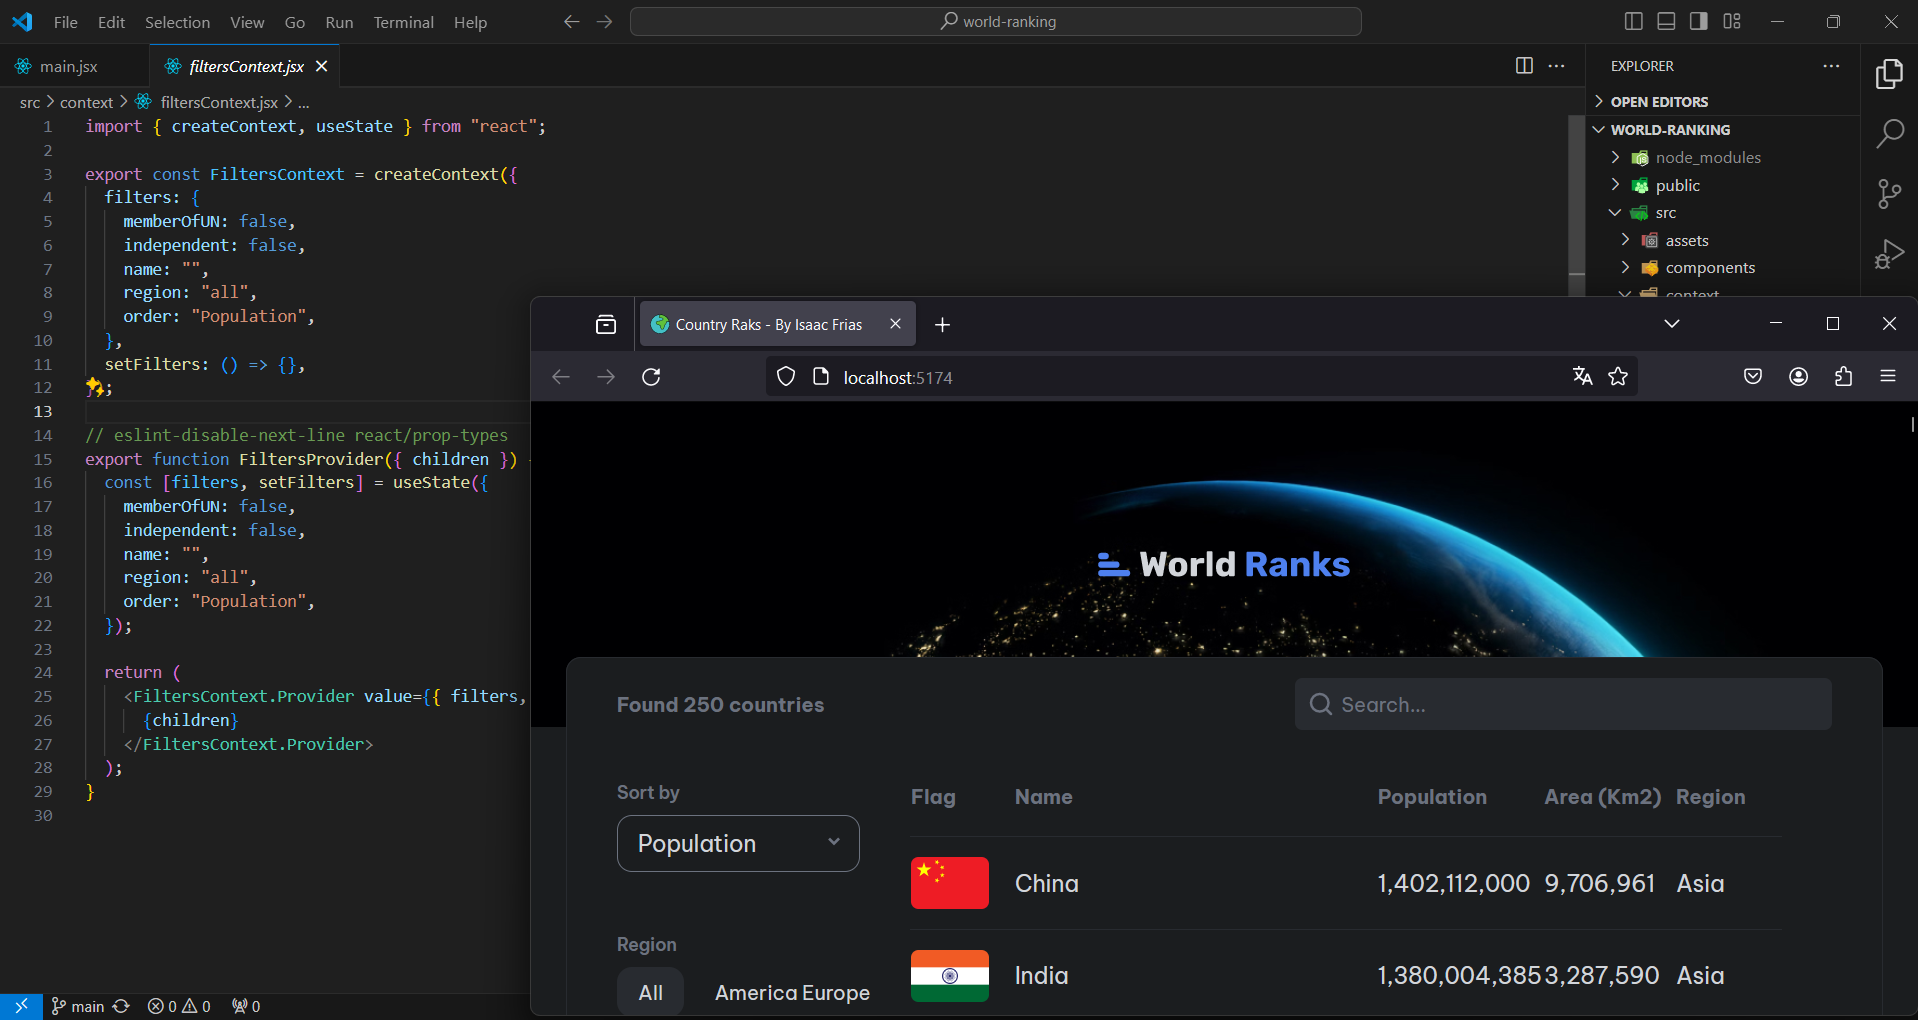 File Edit Selection View Go Run Terminal Help
world-ranking
main.jsx
filtersContext.jsx
src > context > filtersContext.jsx > ...
1 import { createContext, useState } from "react";
2
3 export const FiltersContext = createContext({
4 filters: {
5 memberOfUN: false,
6 independent: false,
7 name: "",
8 region: "all",
9 order: "Population",
10 },
11 setFilters: () => {},
12 });
13
14 // eslint-disable-next-line react/prop-types
15 export function FiltersProvider({ children })
16 const [filters, setFilters] = useState({
17 memberOfUN: false,
18 independent: false,
19 name: "",
20 region: "all",
21 order: "Population",
22 });
23
24 return (
25 <FiltersContext.Provider value={{ filters,
26 {children}
27 </FiltersContext.Provider>
28 );
29 }
30
main
0 0
0
EXPLORER
OPEN EDITORS
WORLD-RANKING
node_modules
public
src
assets
components
context
Country Raks - By Isaac Frias
localhost:5174
World Ranks
Found 250 countries
Search...
Sort by
Population
Region
All America Europe
Flag Name Population Area (Km2) Region
China 1,402,112,000 9,706,961 Asia
India 1,380,004,385 3,287,590 Asia